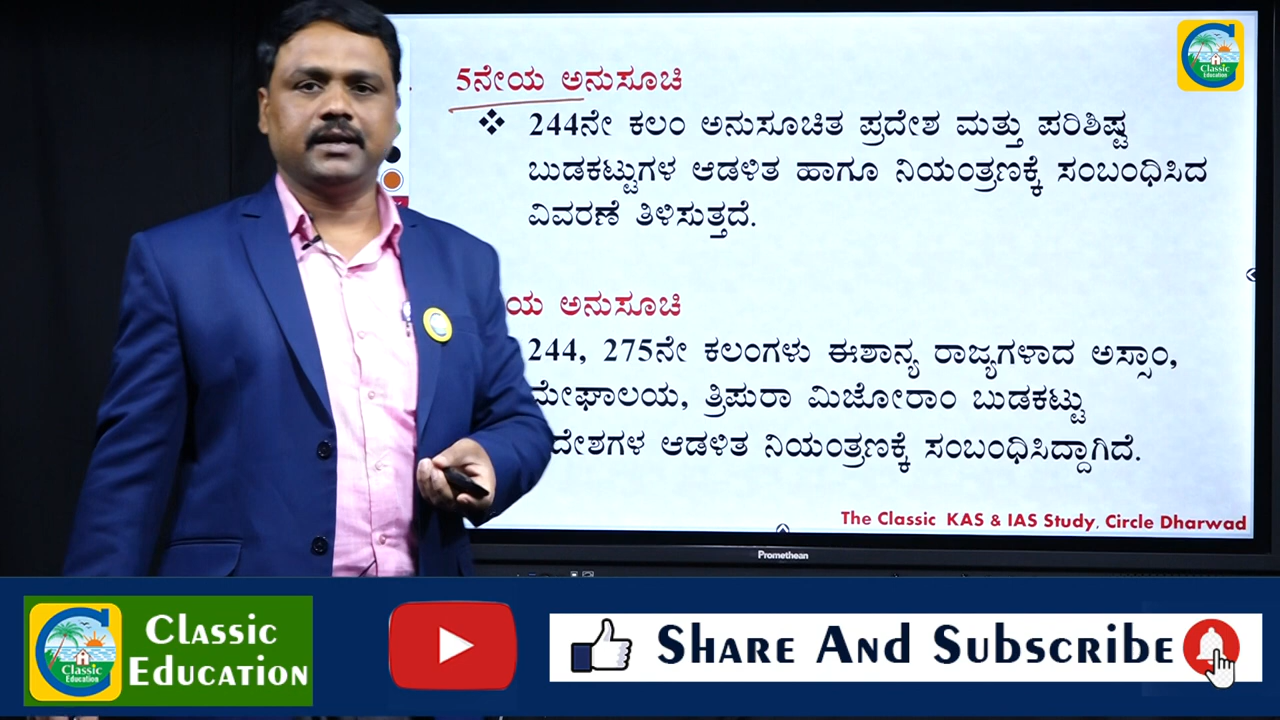 5ನೇಯ ಅನುಸೂಚಿ
244ನೇ ಕಲಂ ಅನುಸೂಚಿತ ಪ್ರದೇಶ ಮತ್ತು ಪರಿಶಿಷ್ಟ
ಬುಡಕಟ್ಟುಗಳ ಆಡಳಿತ ಹಾಗೂ ನಿಯಂತ್ರಣಕ್ಕೆ ಸಂಬಂಧಿಸಿದ
ವಿವರಣೆ ತಿಳಿಸುತ್ತದೆ.
ಯ ಅನುಸೂಚಿ
244, 275ನೇ ಕಲಂಗಳು ಈಶಾನ್ಯ ರಾಜ್ಯಗಳಾದ ಅಸ್ಸಾಂ,
ಮೇಘಾಲಯ, ತ್ರಿಪುರಾ ಮಿಜೋರಾಂ ಬುಡಕಟ್ಟು
ದೇಶಗಳ ಆಡಳಿತ ನಿಯಂತ್ರಣಕ್ಕೆ ಸಂಬಂಧಿಸಿದ್ದಾಗಿದೆ.
The Classic KAS & IAS Study, Circle Dharwad
Promethean
Classic Education
Classic Education
Classic
Education
Share And Subscribe